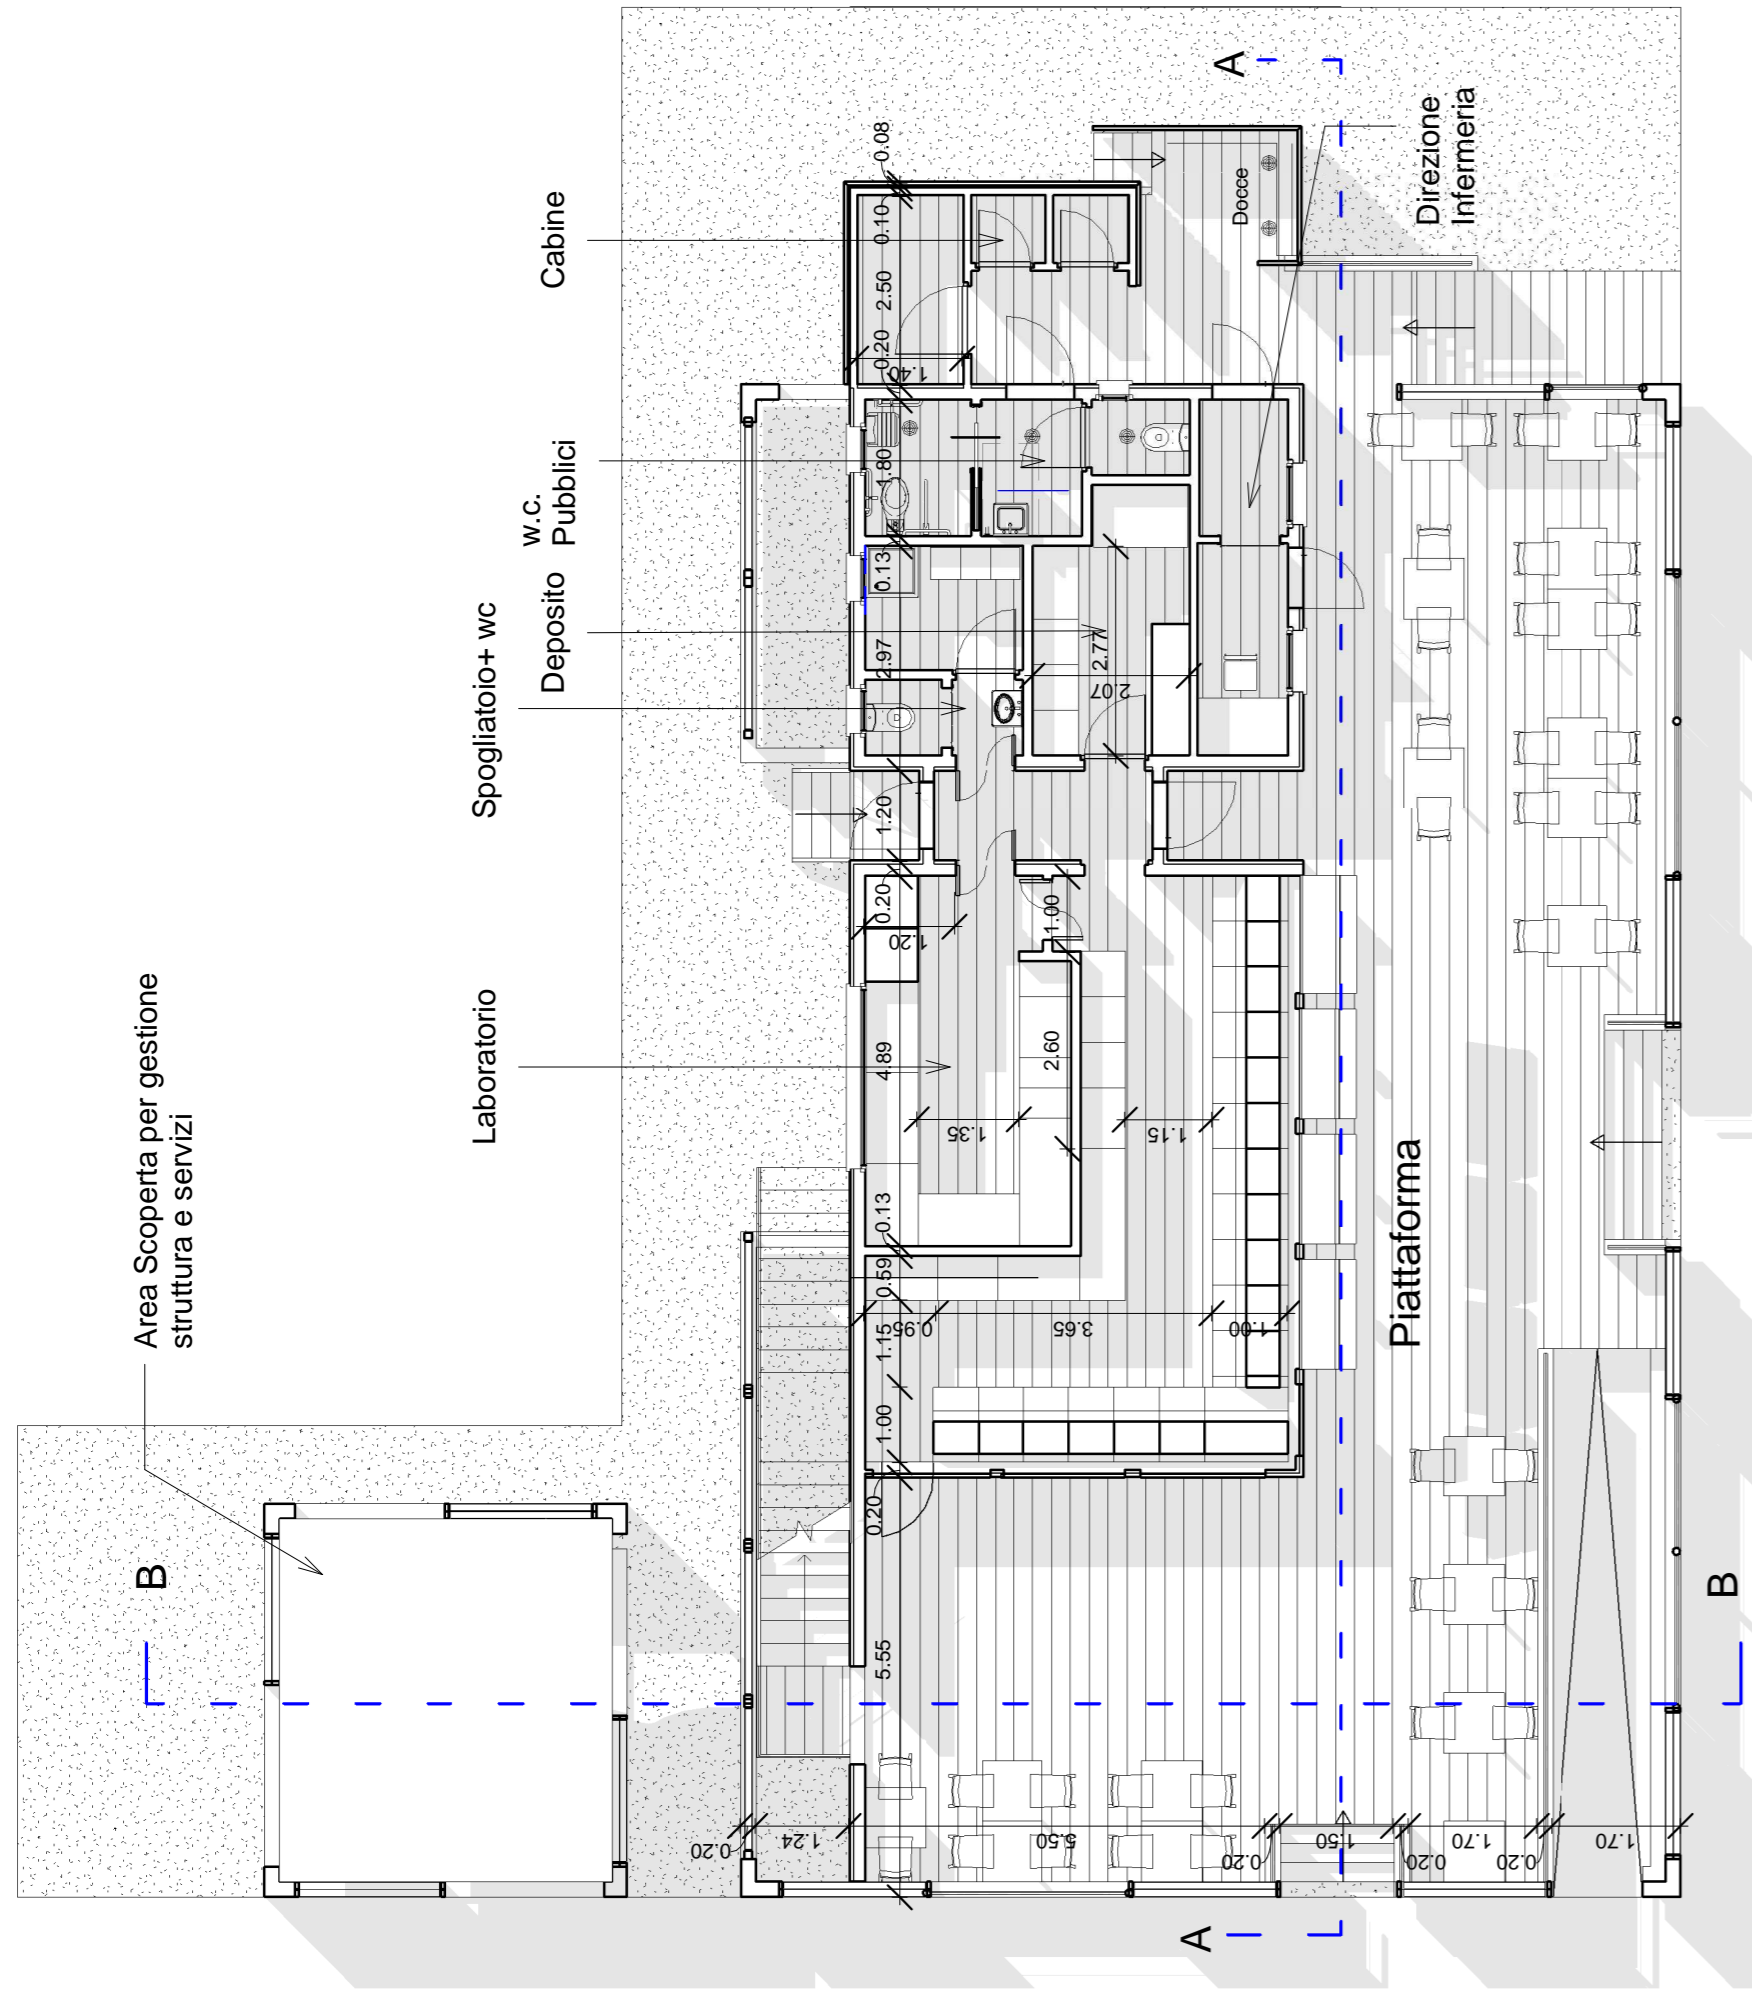 Area Scoperta per gestione
struttura e servizi
Laboratorio
Spogliatoio+ wc
Deposito
w.c.
Pubblici
Cabine
Docce
Direzione
Infermeria
Piattaforma
A
A
B
B
5.55
0.20
1.00
1.15
0.59
0.13
4.89
0.20
1.20
2.97
0.13
1.80
0.20
2.50
0.10
0.08
1.40
2.77
2.07
1.20
1.00
2.60
1.35
1.15
0.95
3.65
1.00
0.20
1.24
5.50
0.20
1.50
0.20
1.70
0.20
1.70